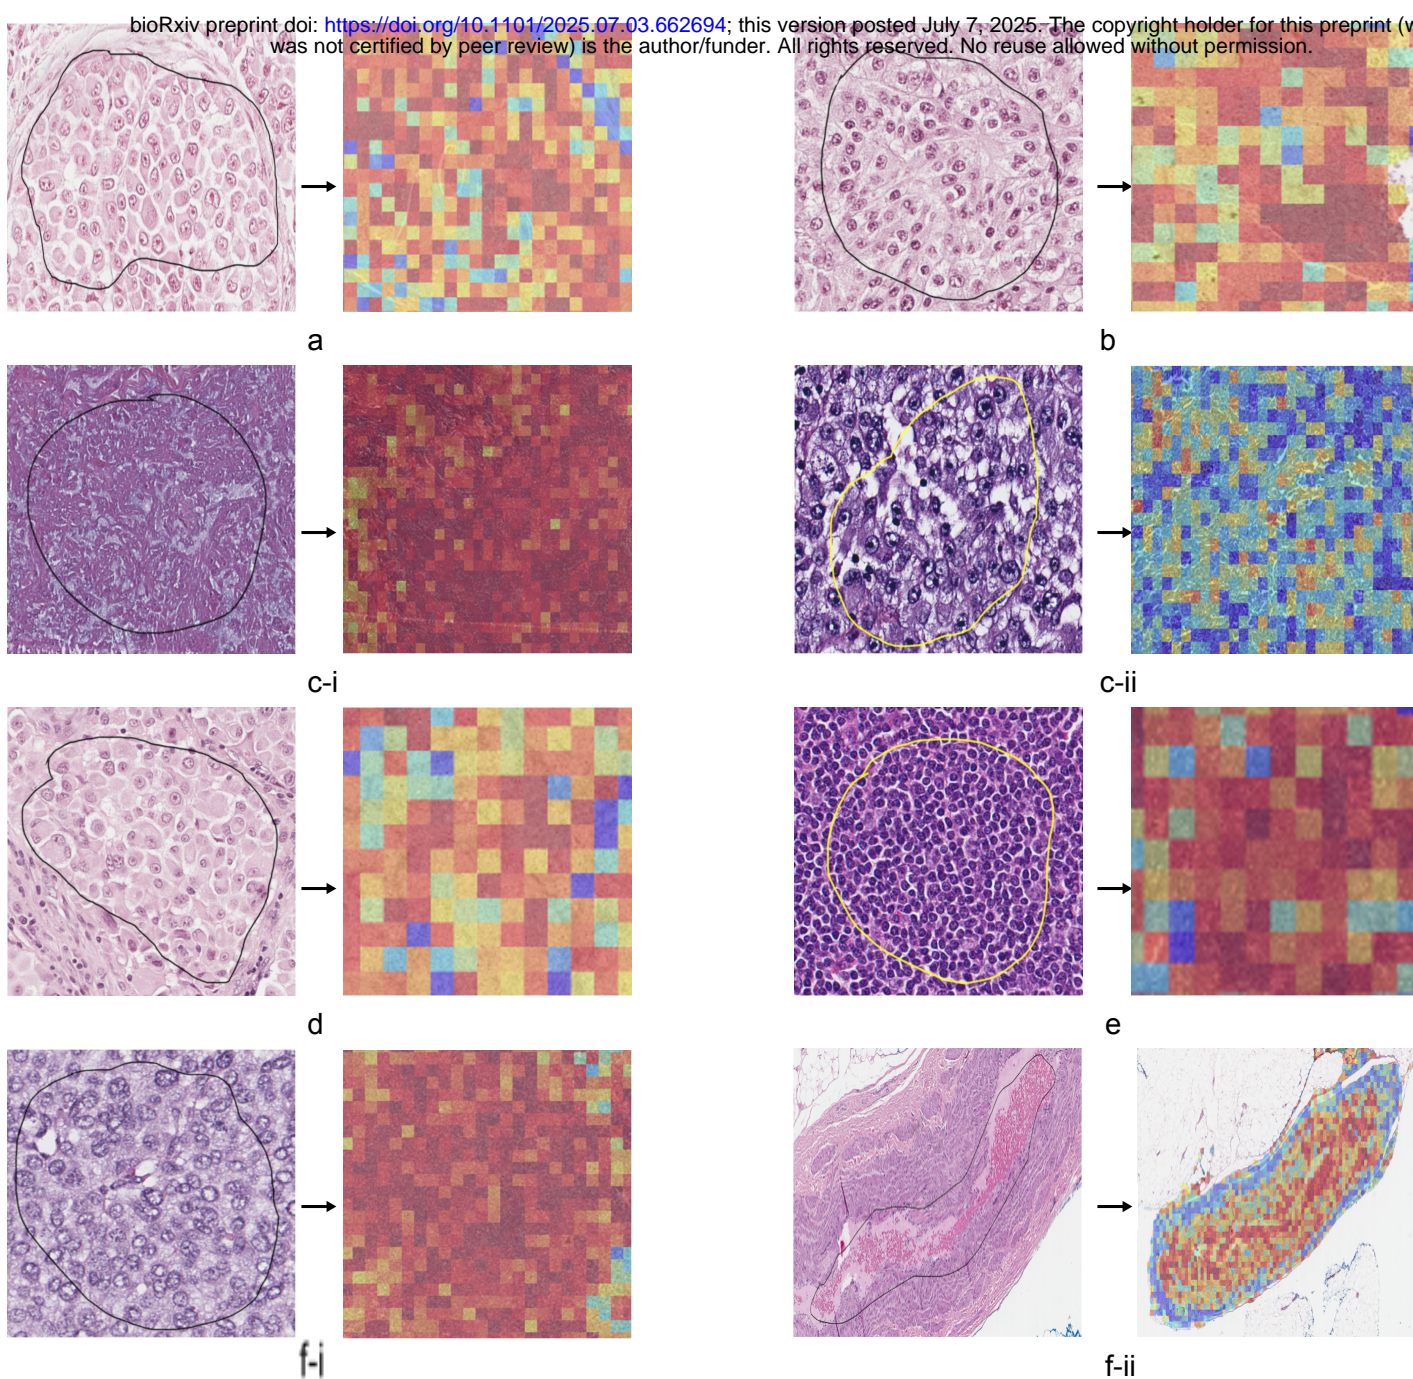 bioRxiv preprint doi: https://doi.org/10.1101/2025.07.03.662694; this version posted July 7, 2025. The copyright holder for this preprint (w
was not certified by peer review) is the author/funder. All rights reserved. No reuse allowed without permission.
a
b
c-i
c-ii
d
e
f-i
f-ii